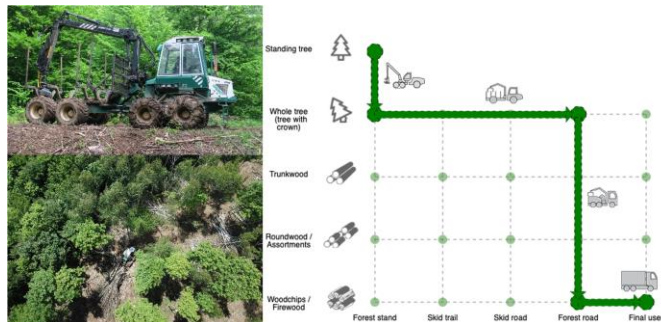 Standing tree
Whole tree
(tree with
crown)
Trunkwood
Roundwood /
Assortments
Woodchips /
Firewood
Forest stand
Skid trail
Skid road
Forest road
Final use